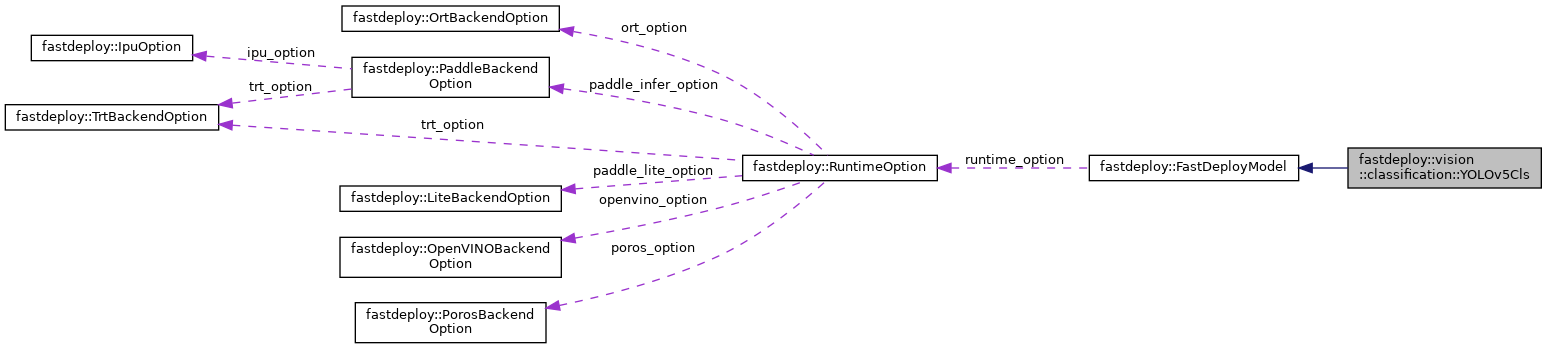 fastdeploy::OrtBackendOption
ort_option
fastdeploy::IpuOption
ipu_option
fastdeploy::PaddleBackend
Option
paddle_infer_option
trt_option
fastdeploy::TrtBackendOption
trt_option
fastdeploy::RuntimeOption
runtime_option
fastdeploy::FastDeployModel
fastdeploy::vision
::classification::YOLOv5Cls
paddle_lite_option
fastdeploy::LiteBackendOption
openvino_option
fastdeploy::OpenVINOBackend
Option
poros_option
fastdeploy::PorosBackend
Option